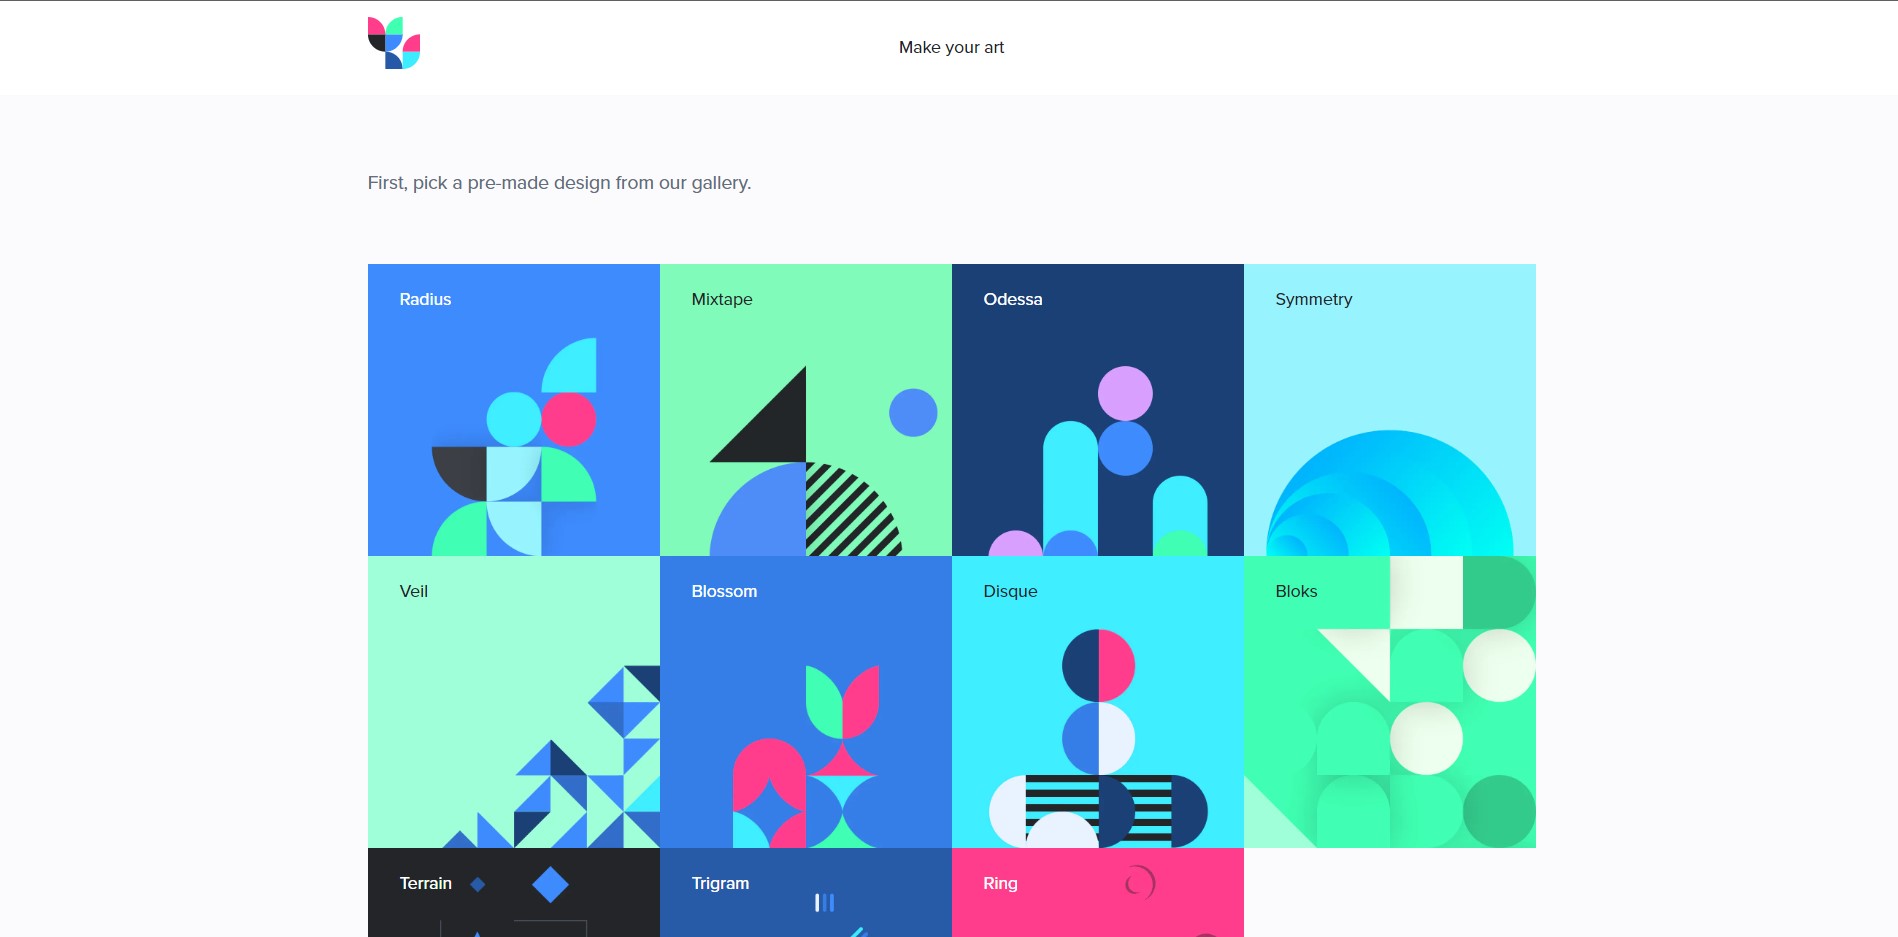 Make your art
First, pick a pre-made design from our gallery.
Radius
Mixtape
Odessa
Symmetry
Veil
Blossom
Disque
Bloks
Terrain
Trigram
Ring